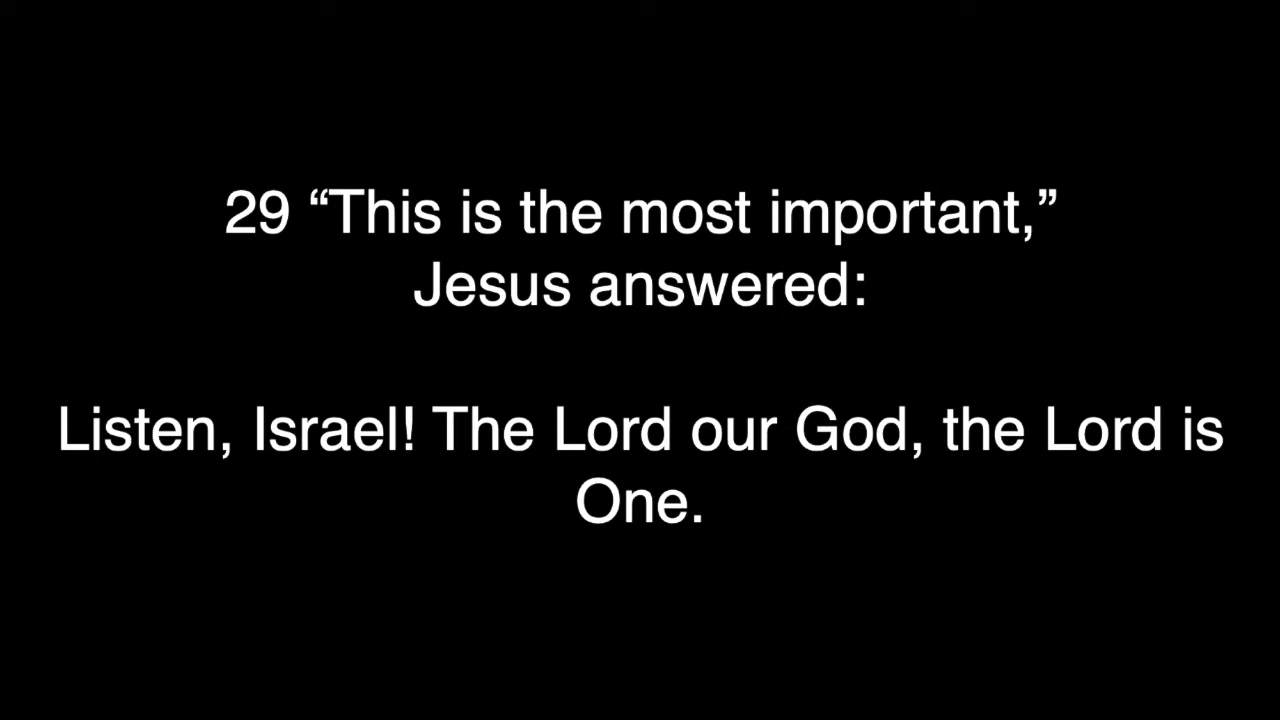 29 “This is the most important,”
Jesus answered:
Listen, Israel! The Lord our God, the Lord is
One.